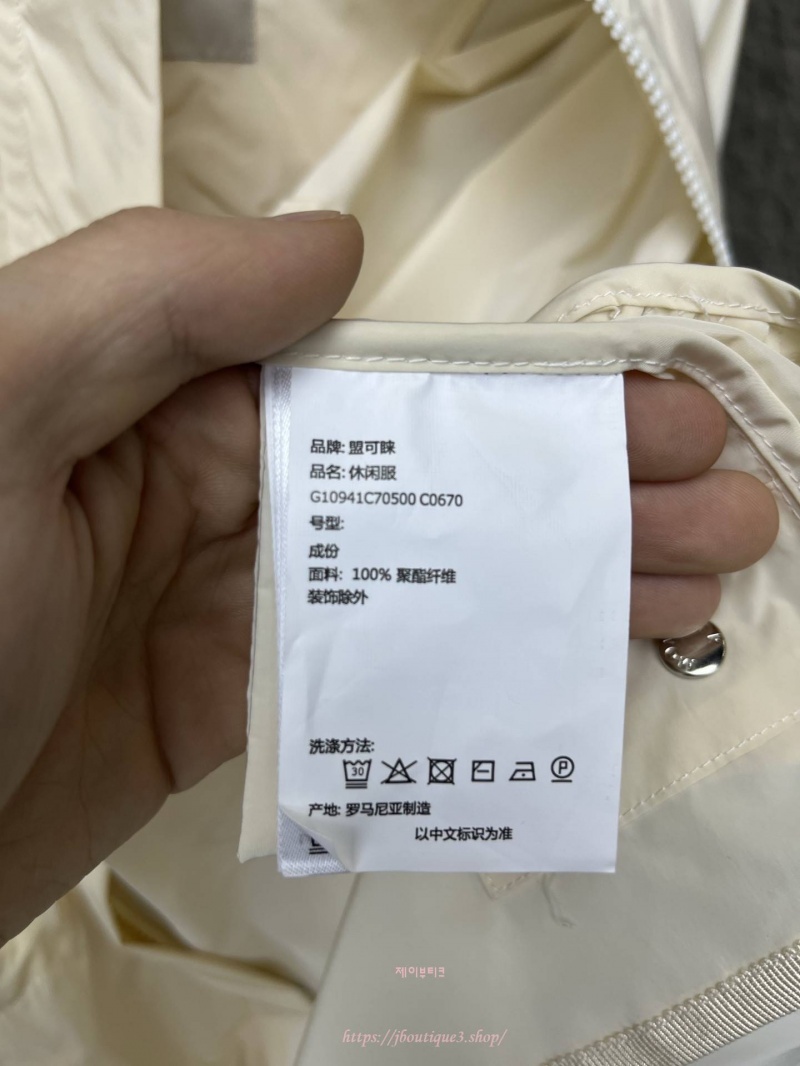 品牌: 盟可睐
品名: 休闲服
G10941C70500 C0670
号型:
成份
面料: 100% 聚酯纤维
装饰除外
洗涤方法:
30
P
产地: 罗马尼亚制造
以中文标识为准
제이부티크
https://jboutique3.shop/